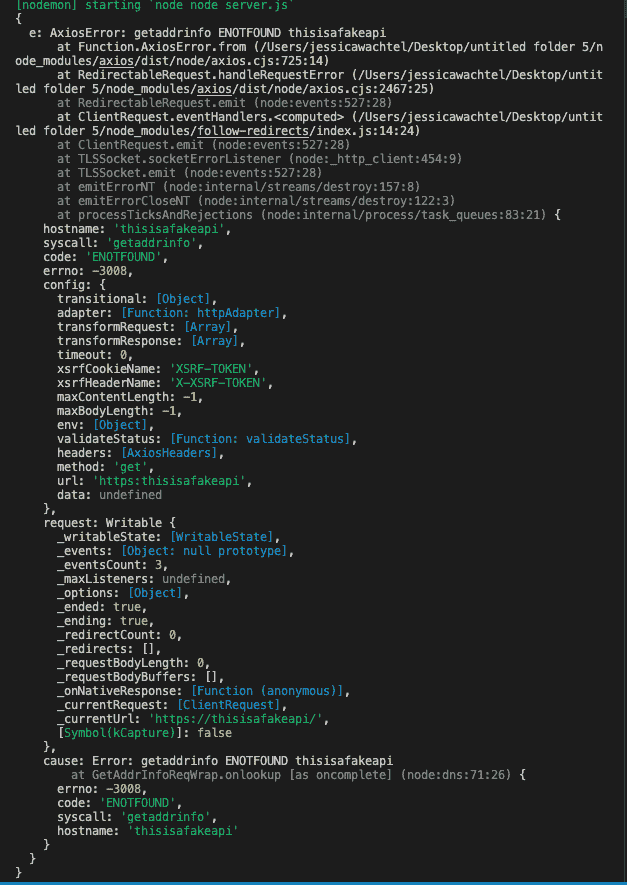 [nodemon] starting `node node server.js`
{
  e: AxiosError: getaddrinfo ENOTFOUND thisisafakeapi
      at Function.AxiosError.from (/Users/jessicawachtel/Desktop/untitled folder 5/n
ode_modules/axios/dist/node/axios.cjs:725:14)
      at RedirectableRequest.handleRequestError (/Users/jessicawachtel/Desktop/untit
led folder 5/node_modules/axios/dist/node/axios.cjs:2467:25)
      at RedirectableRequest.emit (node:events:527:28)
      at ClientRequest.eventHandlers.<computed> (/Users/jessicawachtel/Desktop/untit
led folder 5/node_modules/follow-redirects/index.js:14:24)
      at ClientRequest.emit (node:events:527:28)
      at TLSSocket.socketErrorListener (node:_http_client:454:9)
      at TLSSocket.emit (node:events:527:28)
      at emitErrorNT (node:internal/streams/destroy:157:8)
      at emitErrorCloseNT (node:internal/streams/destroy:122:3)
      at processTicksAndRejections (node:internal/process/task_queues:83:21) {
    hostname: 'thisisafakeapi',
    syscall: 'getaddrinfo',
    code: 'ENOTFOUND',
    errno: -3008,
    config: {
      transitional: [Object],
      adapter: [Function: httpAdapter],
      transformRequest: [Array],
      transformResponse: [Array],
      timeout: 0,
      xsrfCookieName: 'XSRF-TOKEN',
      xsrfHeaderName: 'X-XSRF-TOKEN',
      maxContentLength: -1,
      maxBodyLength: -1,
      env: [Object],
      validateStatus: [Function: validateStatus],
      headers: [AxiosHeaders],
      method: 'get',
      url: 'https:thisisafakeapi',
      data: undefined
    },
    request: Writable {
      _writableState: [WritableState],
      _events: [Object: null prototype],
      _eventsCount: 3,
      _maxListeners: undefined,
      _options: [Object],
      _ended: true,
      _ending: true,
      _redirectCount: 0,
      _redirects: [],
      _requestBodyLength: 0,
      _requestBodyBuffers: [],
      _onNativeResponse: [Function (anonymous)],
      _currentRequest: [ClientRequest],
      _currentUrl: 'https://thisisafakeapi/',
      [Symbol(kCapture)]: false
    },
    cause: Error: getaddrinfo ENOTFOUND thisisafakeapi
        at GetAddrInfoReqWrap.onlookup [as oncomplete] (node:dns:71:26) {
      errno: -3008,
      code: 'ENOTFOUND',
      syscall: 'getaddrinfo',
      hostname: 'thisisafakeapi'
    }
  }
}